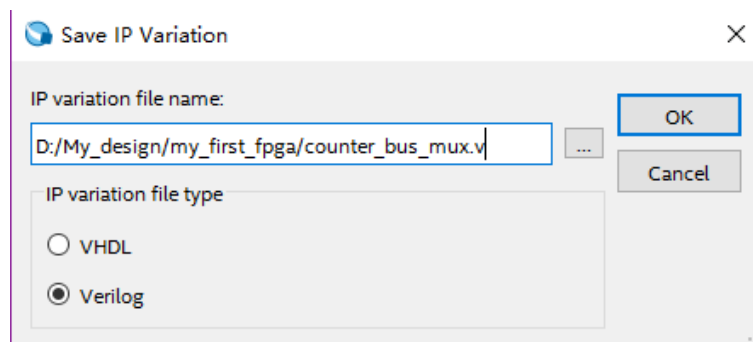 Save IP Variation
IP variation file name:
OK
D:/My_design/my_first_fpga/counter_bus_mux.v
...
Cancel
IP variation file type
VHDL
Verilog